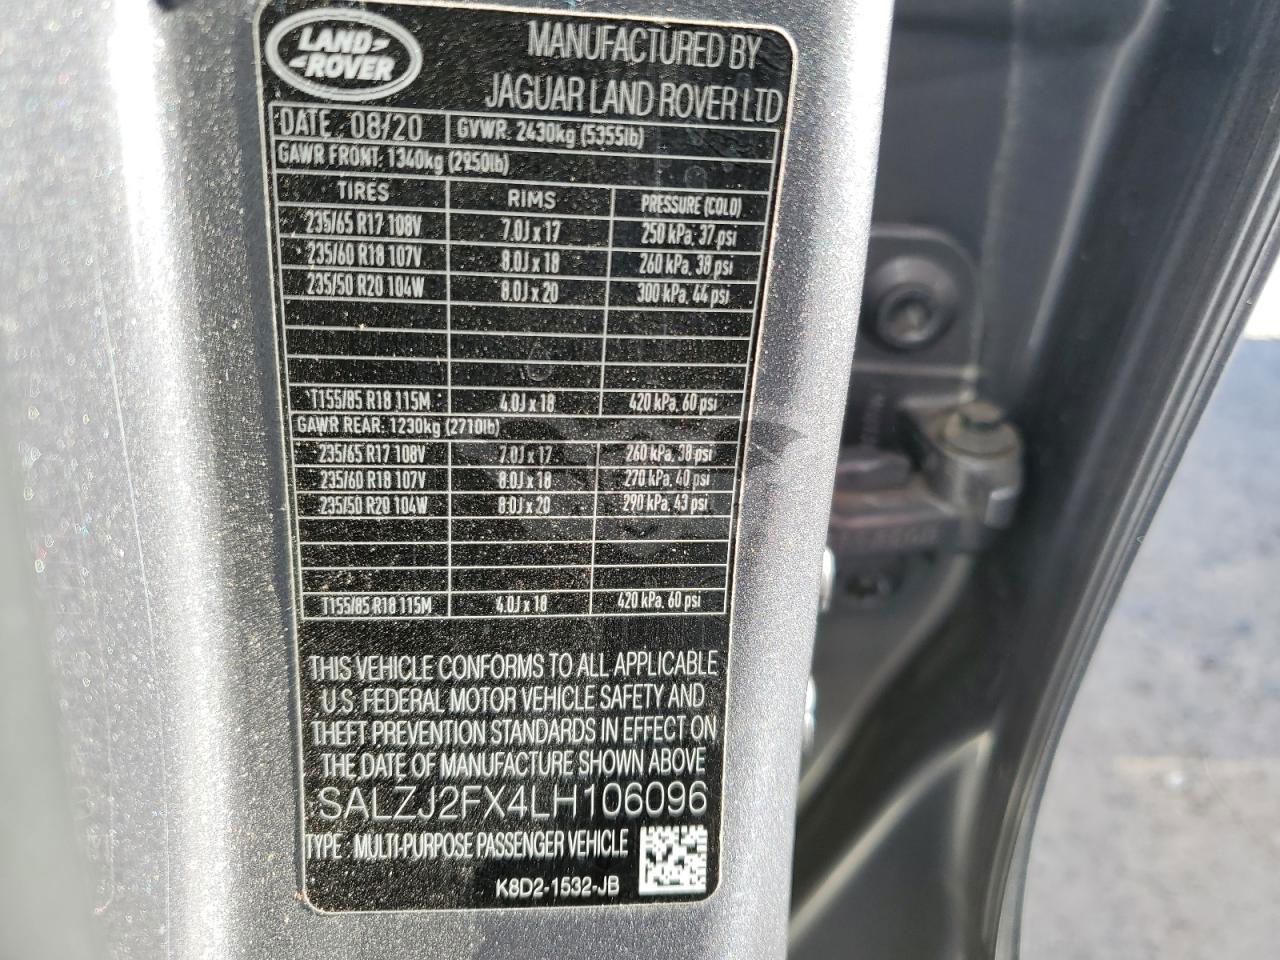 LAND
ROVER
MANUFACTURED BY
JAGUAR LAND ROVER LTD
DATE: 08/20 GVWR: 2430kg (5355lb)
GAWR FRONT: 1340kg (2950lb)
TIRES RIMS PRESSURE (COLD)
235/65 R17 108V 7.0J x 17 250 kPa, 37 psi
235/60 R18 107V 8.0J x 18 260 kPa, 38 psi
235/50 R20 104W 8.0J x 20 300 kPa, 44 psi
T155/85 R18 115M 4.0J x 18 420 kPa, 60 psi
GAWR REAR: 1230kg (2710lb)
235/65 R17 108V 7.0J x 17 260 kPa, 38 psi
235/60 R18 107V 8.0J x 18 270 kPa, 40 psi
235/50 R20 104W 8.0J x 20 290 kPa, 43 psi
T155/85 R18 115M 4.0J x 18 420 kPa, 60 psi
THIS VEHICLE CONFORMS TO ALL APPLICABLE
U.S. FEDERAL MOTOR VEHICLE SAFETY AND
THEFT PREVENTION STANDARDS IN EFFECT ON
THE DATE OF MANUFACTURE SHOWN ABOVE
SALZJ2FX4LH106096
TYPE: MULTI-PURPOSE PASSENGER VEHICLE
K8D2-1532-JB